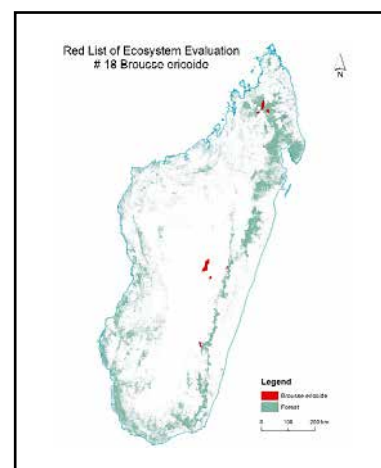 Red List of Ecosystem Evaluation
# 18 Brousse ericoide
N
Legend
Brousse ericoide
Forest
0 100 200 km